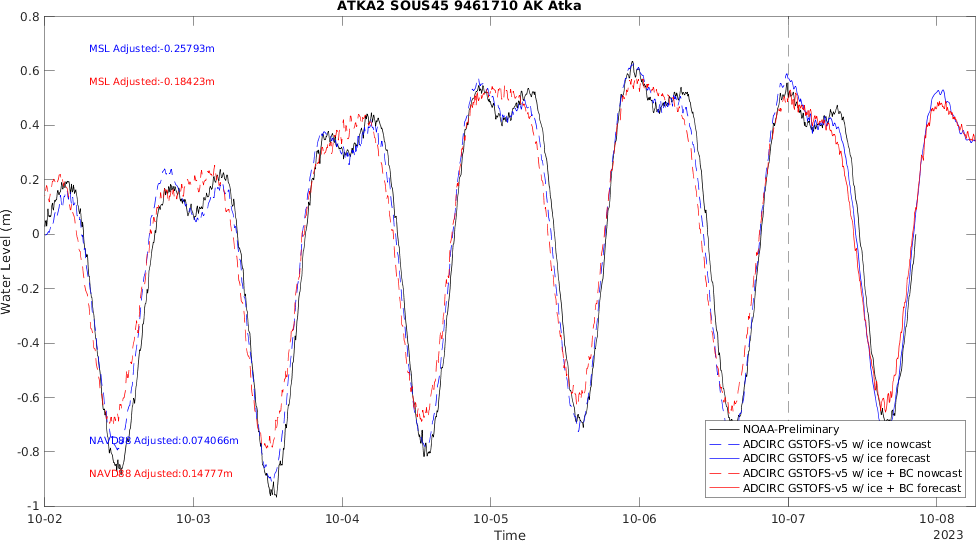 ATKA2 SOUS45 9461710 AK Atka
0.8
0.6
0.4
0.2
0
-0.2
-0.4
-0.6
-0.8
-1
Water Level (m)
MSL Adjusted:-0.25793m
MSL Adjusted:-0.18423m
NAVD88 Adjusted:0.074066m
NAVD88 Adjusted:0.14777m
NOAA-Preliminary
ADCIRC GSTOFS-v5 w/ ice nowcast
ADCIRC GSTOFS-v5 w/ ice forecast
ADCIRC GSTOFS-v5 w/ ice + BC nowcast
ADCIRC GSTOFS-v5 w/ ice + BC forecast
10-02 10-03 10-04 10-05 10-06 10-07 10-08
Time
2023